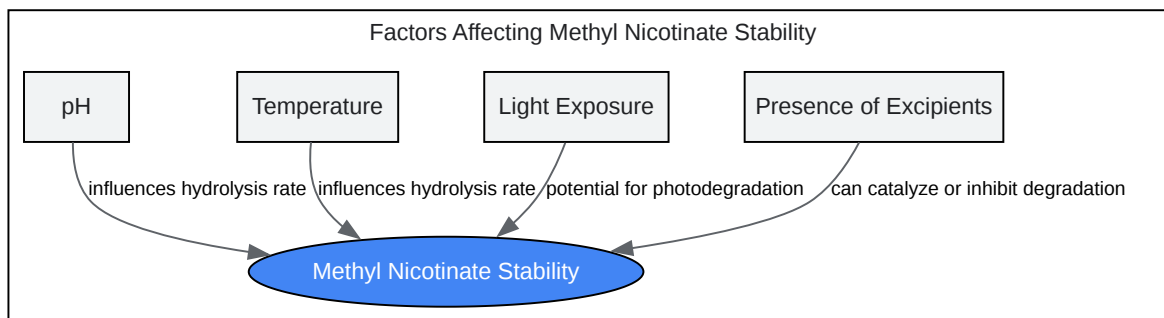 Factors Affecting Methyl Nicotinate Stability
pH
Temperature
Light Exposure
Presence of Excipients
influences hydrolysis rate
influences hydrolysis rate
potential for photodegradation
can catalyze or inhibit degradation
Methyl Nicotinate Stability